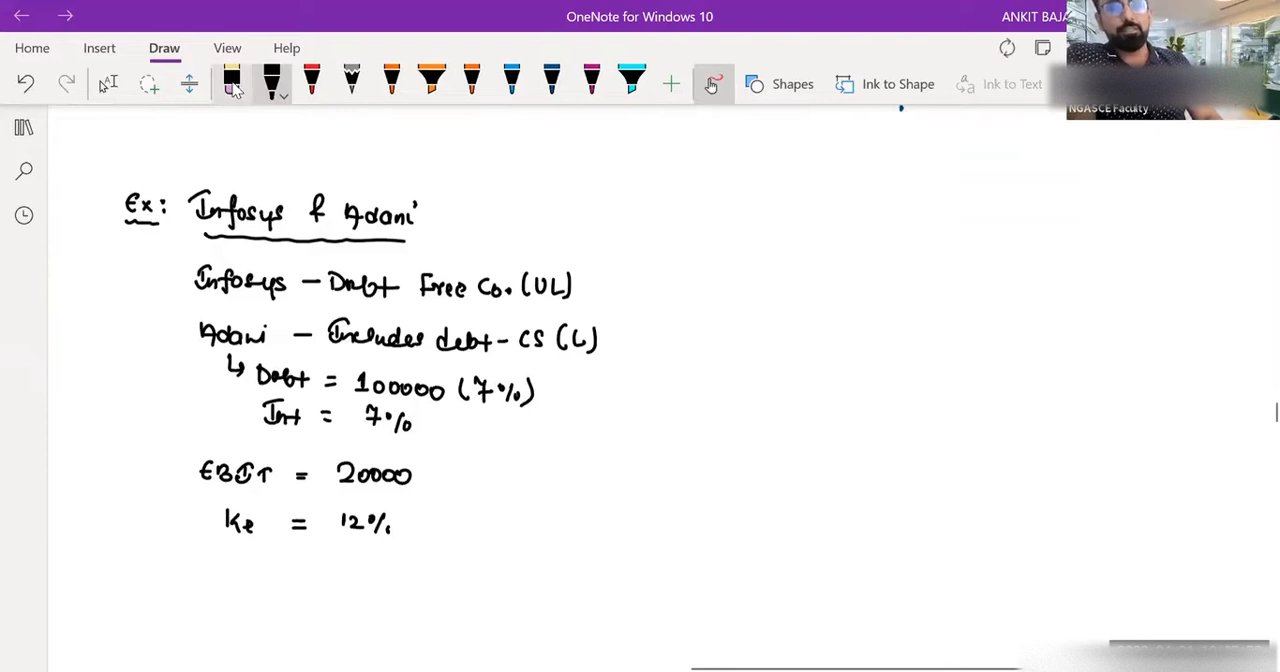 OneNote for Windows 10
ANKIT BAJA
Home Insert Draw View Help
Shapes Ink to Shape Ink to Text
NGASCE Faculty
Ex: Infosys & Adani
Infosys - Debt Free Co. (UL)
Adani - Includes debt - CS (L)
↳ Debt = 100000 (7%)
Int = 7%
EBIT = 20000
Ke = 12%